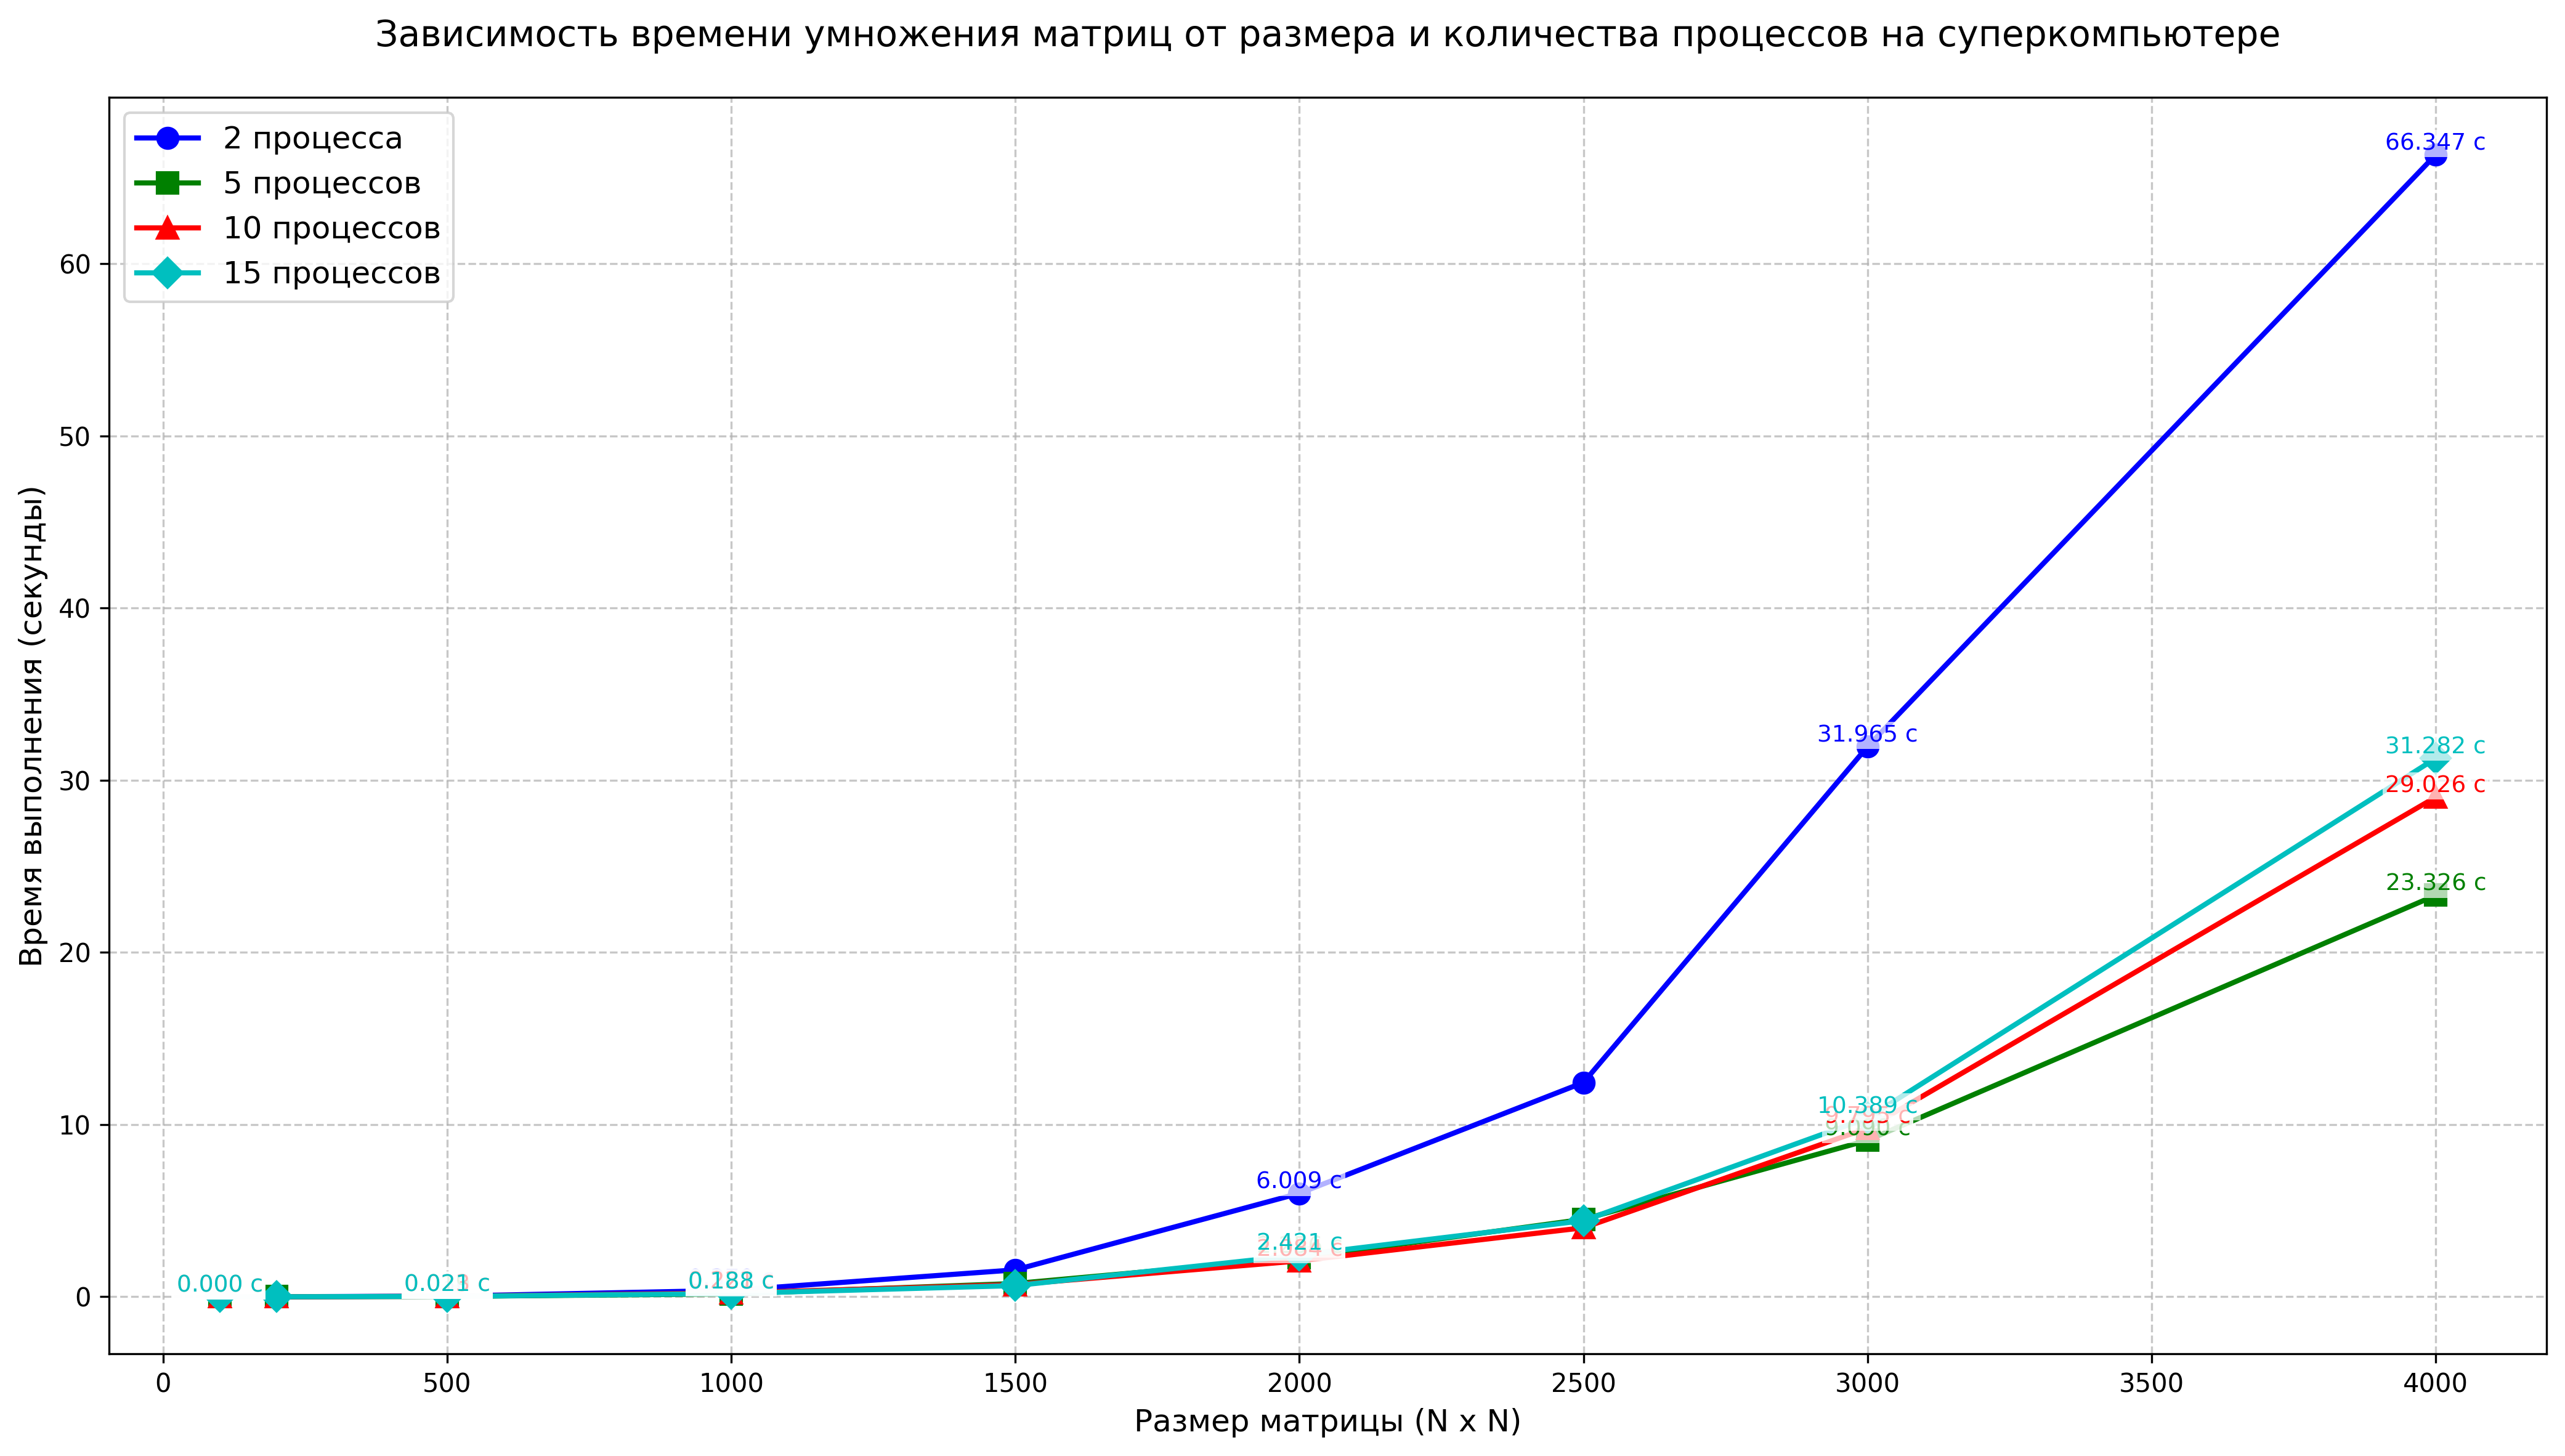 Зависимость времени умножения матриц от размера и количества процессов на суперкомпьютере
2 процесса
5 процессов
10 процессов
15 процессов
Время выполнения (секунды)
60
50
40
30
20
10
0
66.347 с
31.965 с
31.282 с
29.026 с
23.326 с
10.389 с
6.009 с
2.421 с
0.000 с
0.021 с
0.188 с
0
500
1000
1500
2000
2500
3000
3500
4000
Размер матрицы (N x N)